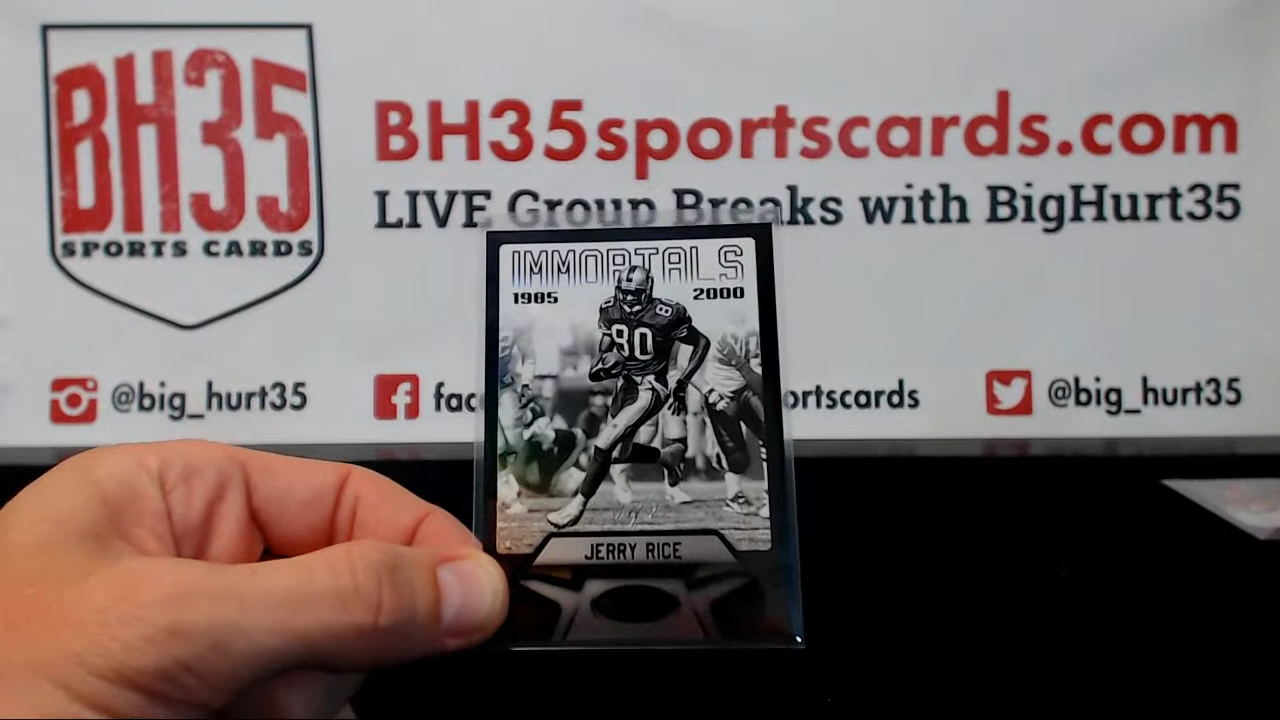 BH35
SPORTS CARDS
BH35sportscards.com
LIVE Group Breaks with BigHurt35
@big_hurt35
fac
ortscards
@big_hurt35
IMMORTALS
1985 2000
80
80
JERRY RICE